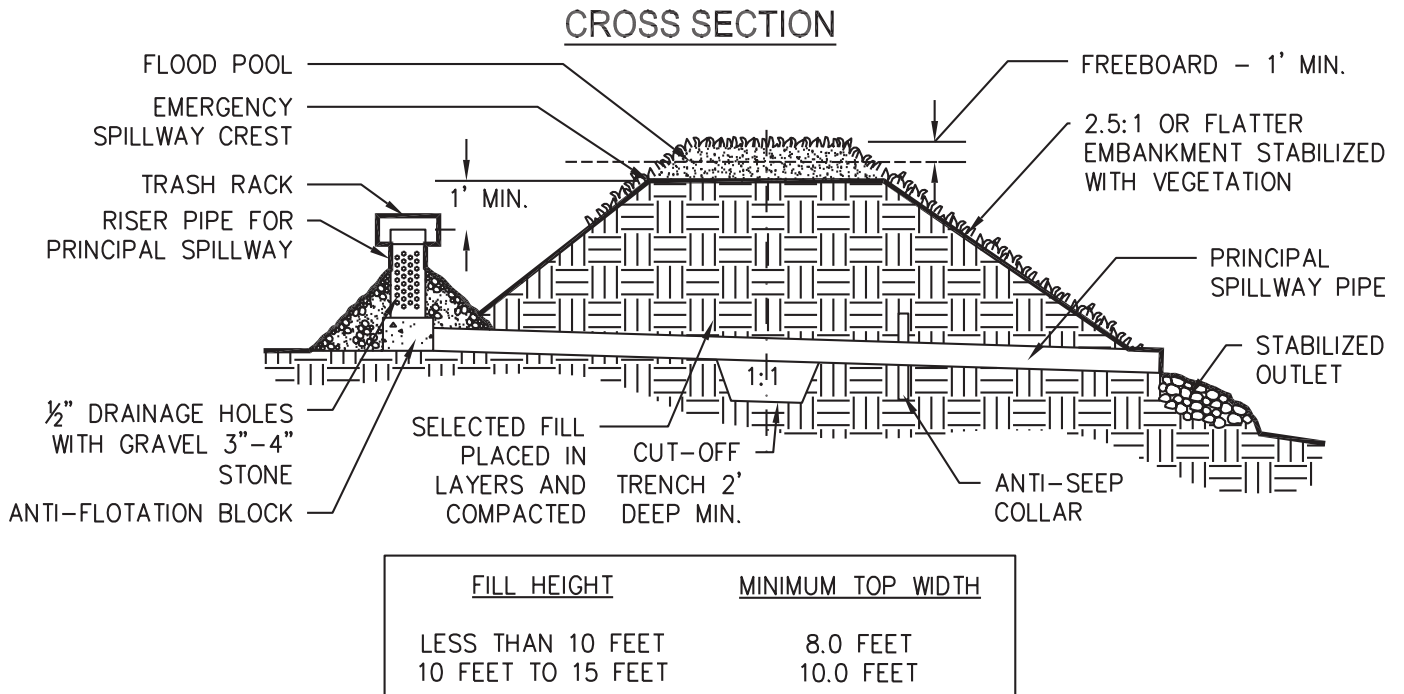 CROSS SECTION
FLOOD POOL
EMERGENCY
SPILLWAY CREST
TRASH RACK
RISER PIPE FOR
PRINCIPAL SPILLWAY
1' MIN.
FREEBOARD - 1' MIN.
2.5:1 OR FLATTER
EMBANKMENT STABILIZED
WITH VEGETATION
PRINCIPAL
SPILLWAY PIPE
STABILIZED
OUTLET
1:1
½" DRAINAGE HOLES
WITH GRAVEL 3"-4"
STONE
ANTI-FLOTATION BLOCK
SELECTED FILL
PLACED IN
LAYERS AND
COMPACTED
CUT-OFF
TRENCH 2'
DEEP MIN.
ANTI-SEEP
COLLAR
FILL HEIGHT MINIMUM TOP WIDTH
LESS THAN 10 FEET 8.0 FEET
10 FEET TO 15 FEET 10.0 FEET